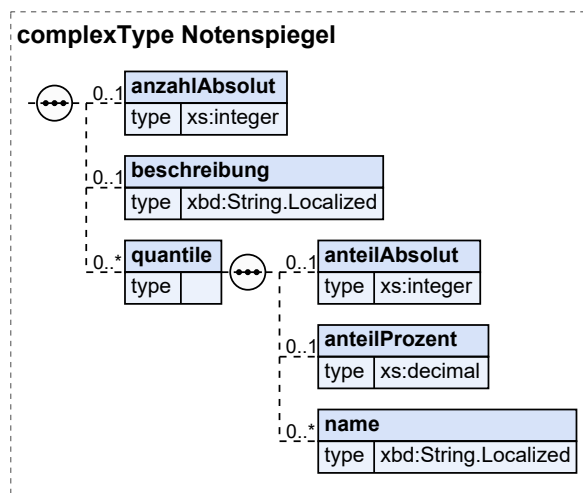 complexType Notenspiegel
0..1 anzahlAbsolut
type xs:integer
0..1 beschreibung
type xbd:String.Localized
0..* quantile
type
0..1 anteilAbsolut
type xs:integer
0..1 anteilProzent
type xs:decimal
0..* name
type xbd:String.Localized